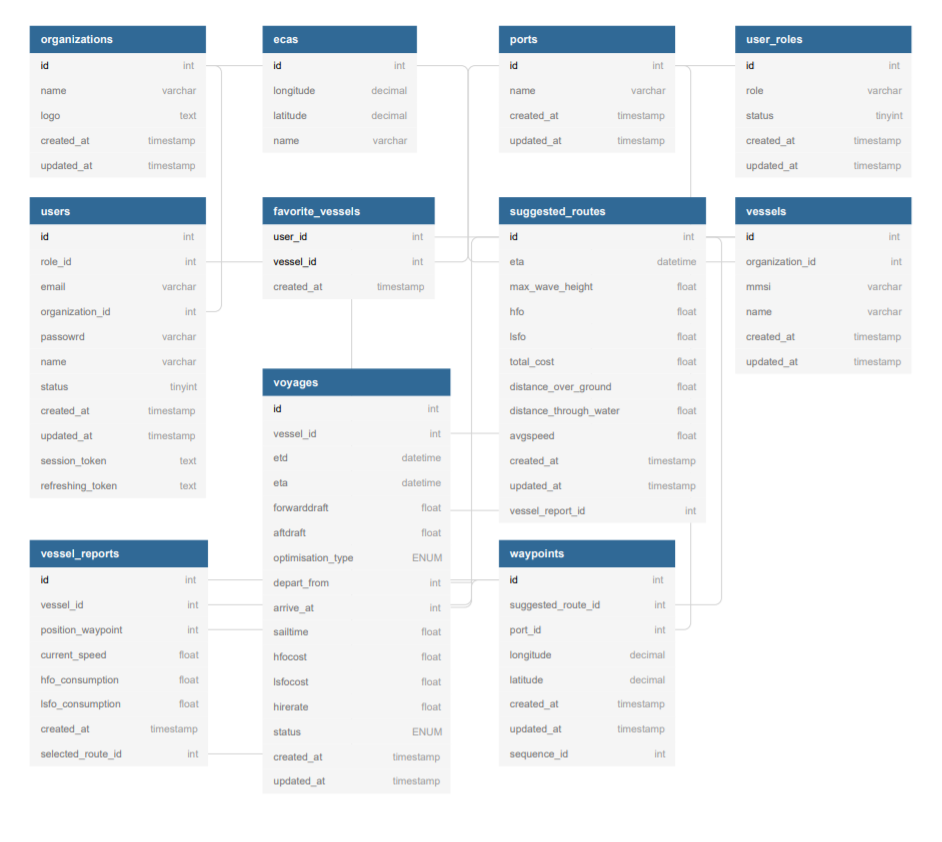 organizations
id int
name varchar
logo text
created_at timestamp
updated_at timestamp
ecas
id int
longitude decimal
latitude decimal
name varchar
ports
id int
name varchar
created_at timestamp
updated_at timestamp
user_roles
id int
role varchar
status tinyint
created_at timestamp
updated_at timestamp
users
id int
role_id int
email varchar
organization_id int
passowrd varchar
name varchar
status tinyint
created_at timestamp
updated_at timestamp
session_token text
refreshing_token text
favorite_vessels
user_id int
vessel_id int
created_at timestamp
suggested_routes
id int
eta datetime
max_wave_height float
hfo float
lsfo float
total_cost float
distance_over_ground float
distance_through_water float
avgspeed float
created_at timestamp
updated_at timestamp
vessel_report_id int
vessels
id int
organization_id int
mmsi varchar
name varchar
created_at timestamp
updated_at timestamp
voyages
id int
vessel_id int
etd datetime
eta datetime
forwarddraft float
aftdraft float
optimisation_type ENUM
depart_from int
arrive_at int
sailtime float
hfocost float
lsfocost float
hirerate float
status ENUM
created_at timestamp
updated_at timestamp
vessel_reports
id int
vessel_id int
position_waypoint int
current_speed float
hfo_consumption float
lsfo_consumption float
created_at timestamp
selected_route_id int
waypoints
id int
suggested_route_id int
port_id int
longitude decimal
latitude decimal
created_at timestamp
updated_at timestamp
sequence_id int